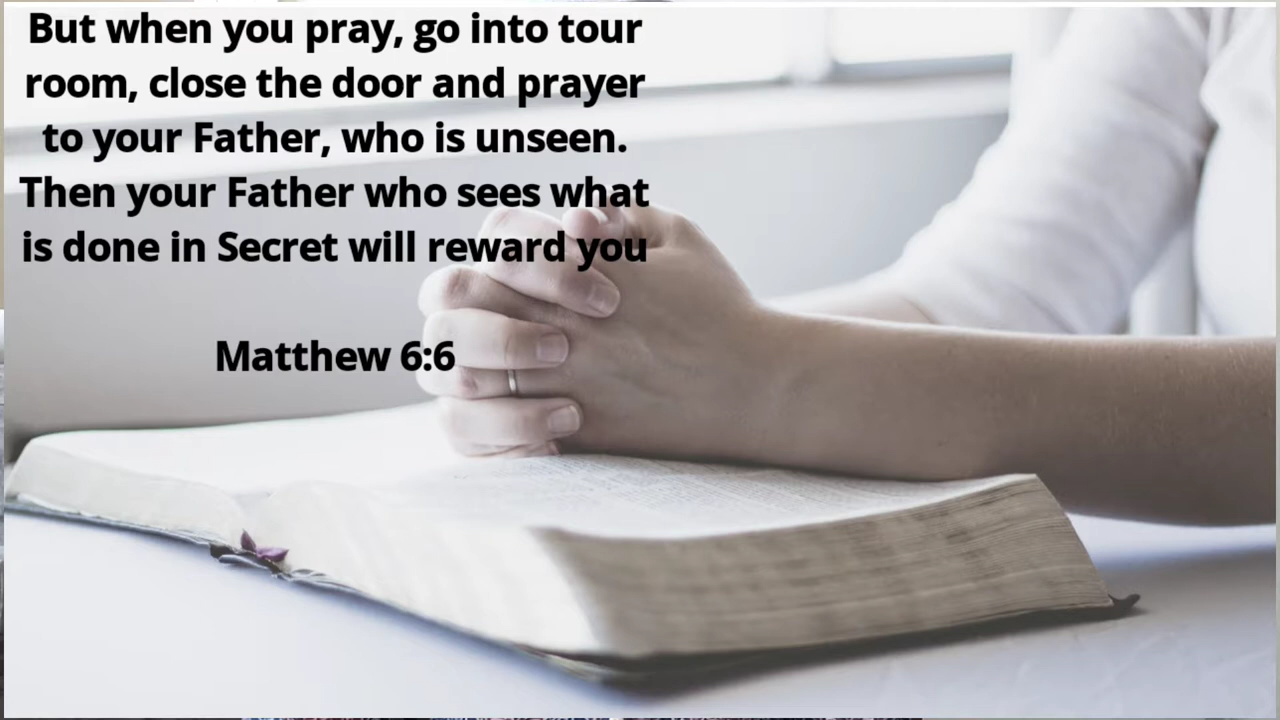 But when you pray, go into tour
room, close the door and prayer
to your Father, who is unseen.
Then your Father who sees what
is done in Secret will reward you
Matthew 6:6